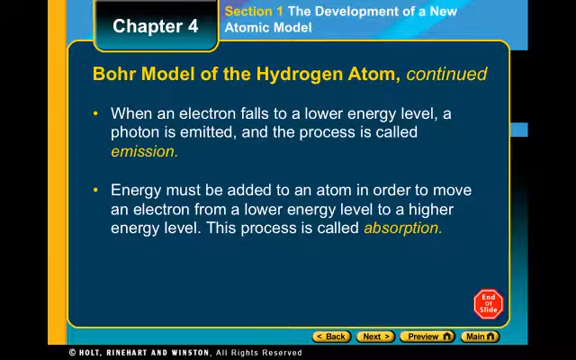 Chapter 4
Section 1 The Development of a New
Atomic Model
Bohr Model of the Hydrogen Atom, continued
• When an electron falls to a lower energy level, a
photon is emitted, and the process is called
emission.
• Energy must be added to an atom in order to move
an electron from a lower energy level to a higher
energy level. This process is called absorption.
End
Of
Slide
< Back
Next >
Preview
Main
© HOLT, RINEHART AND WINSTON, All Rights Reserved